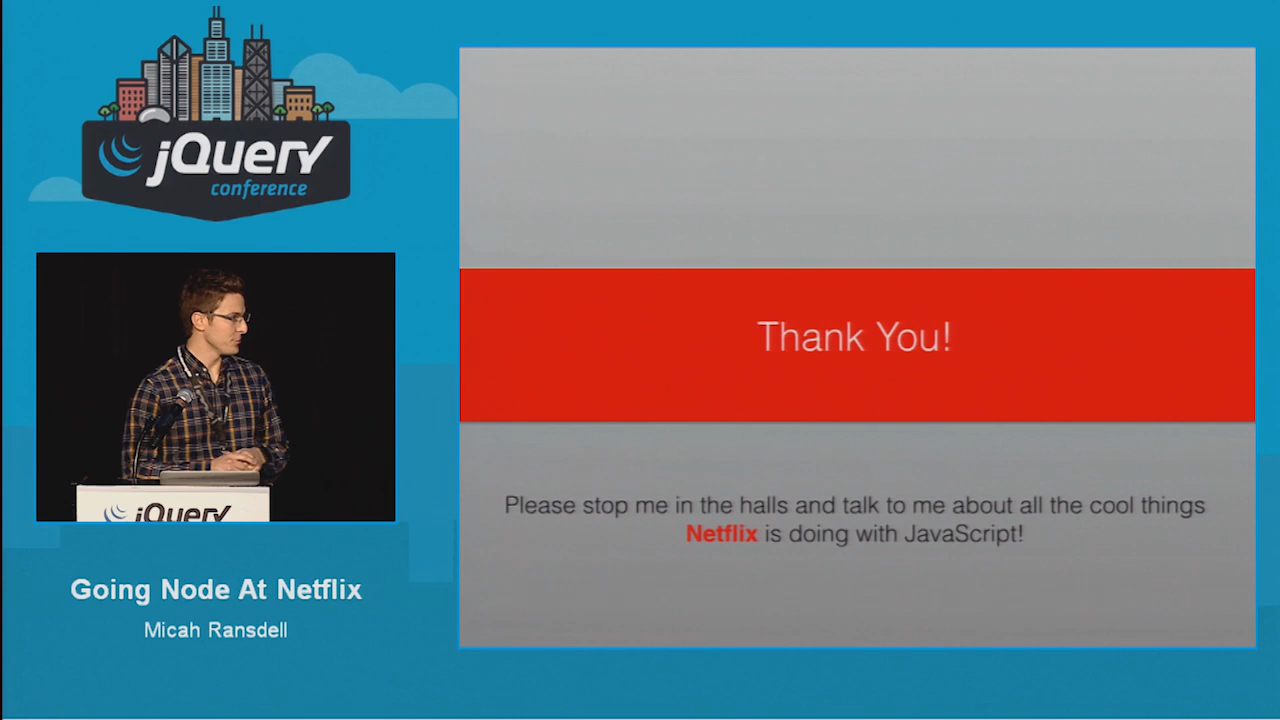 jQuery
conference
jQuery
Going Node At Netflix
Micah Ransdell
Thank You!
Please stop me in the halls and talk to me about all the cool things
Netflix is doing with JavaScript!